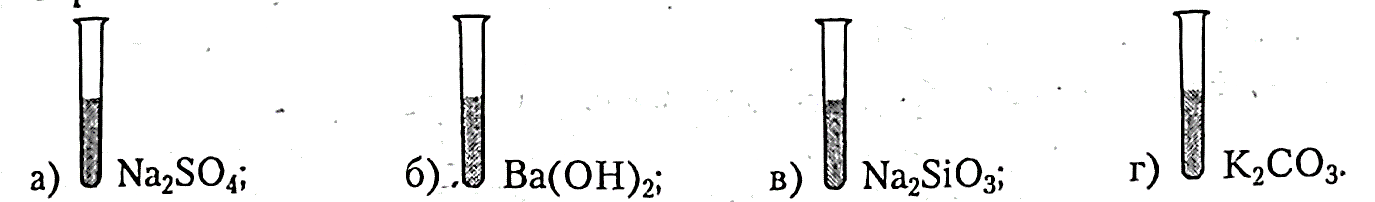 а) Na₂SO₄; б) Ba(OH)₂; в) Na₂SiO₃; г) K₂CO₃.